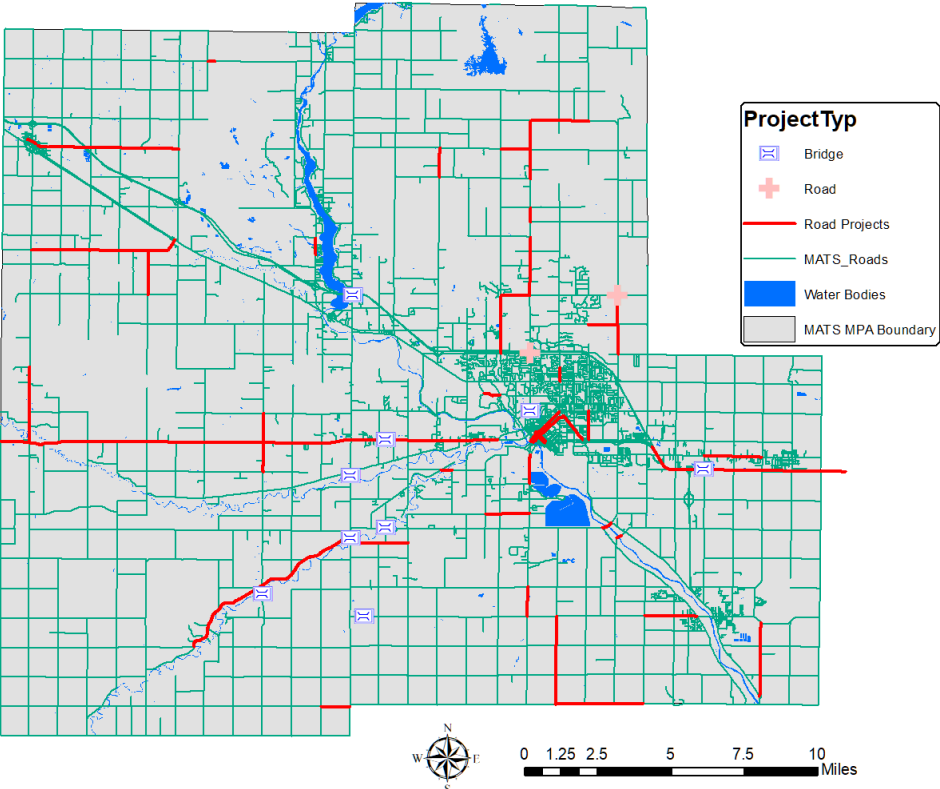 ProjectTyp
Bridge
Road
Road Projects
MATS_Roads
Water Bodies
MATS MPA Boundary
N
W E
S
0 1.25 2.5 5 7.5 10
Miles